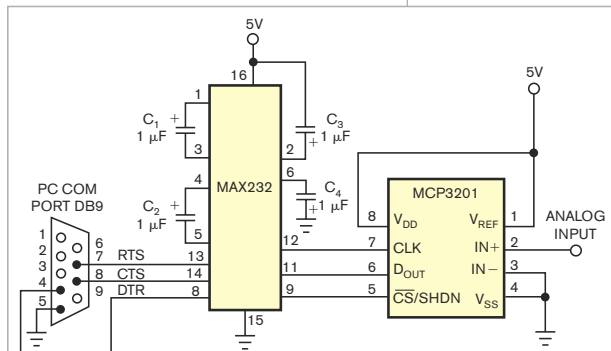 5V
16
1
C1 +
1 µF
3
C3
1 µF +
2
5V
PC COM
PORT DB9
4
MAX232
6
C2 +
1 µF
5
C4
+ 1 µF
MCP3201
8 VDD
VREF 1
ANALOG
INPUT
1
2
3
4
5
6
7
8
9
RTS 13
CTS 14
DTR 8
12
7 CLK
IN+ 2
11
6 DOUT
IN− 3
9
5 C̅S̅/SHDN
VSS 4
15